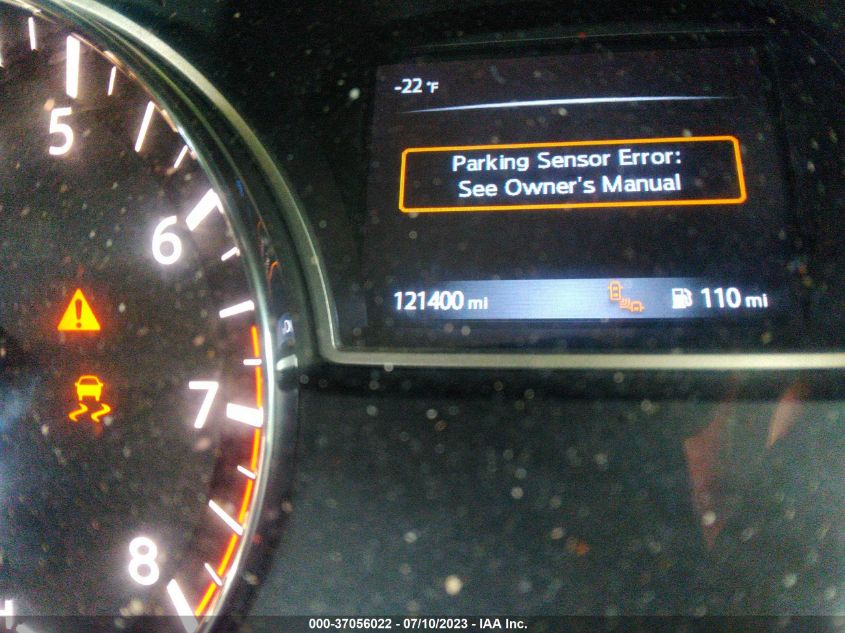 -22 °F
Parking Sensor Error:
See Owner's Manual
121400 mi
110 mi
5
6
7
8
000-37056022 - 07/10/2023 - IAA Inc.